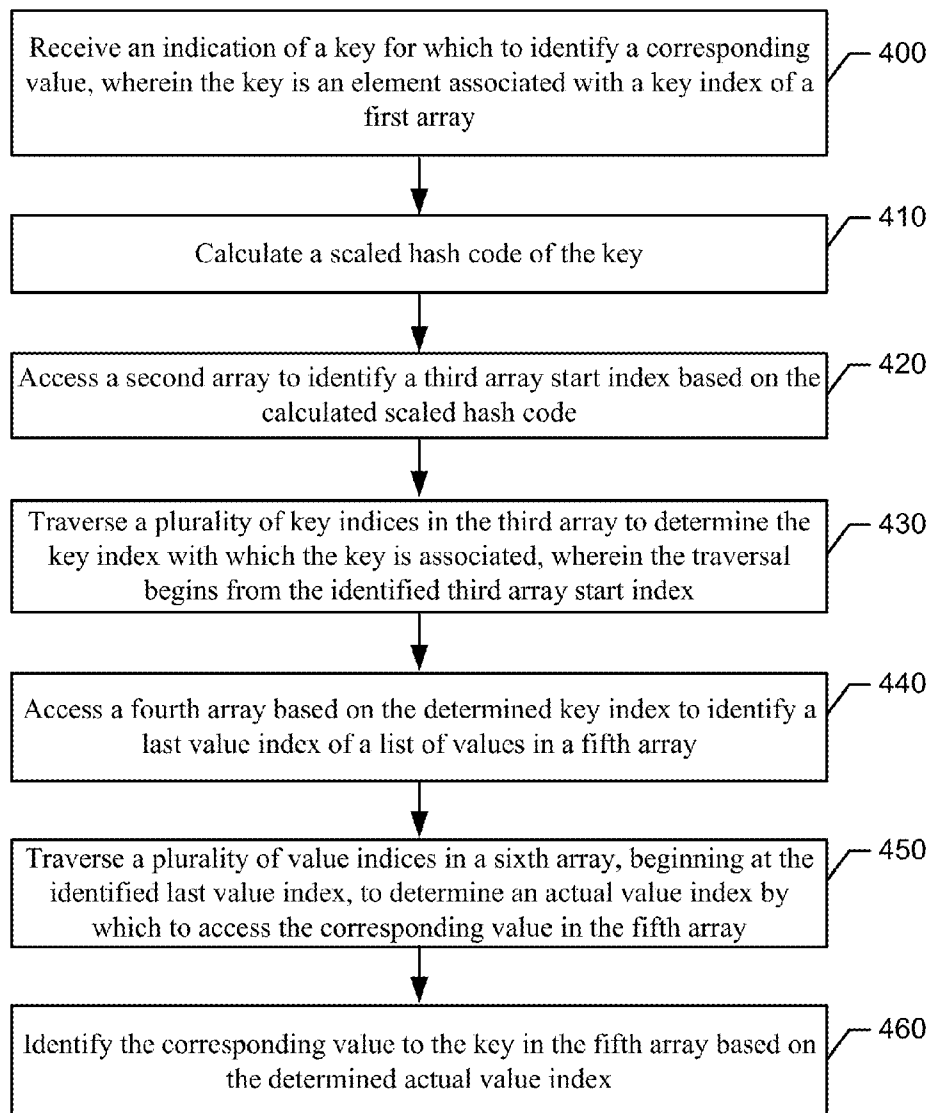 Receive an indication of a key for which to identify a corresponding
value, wherein the key is an element associated with a key index of a
first array
400
410
Calculate a scaled hash code of the key
420
Access a second array to identify a third array start index based on the
calculated scaled hash code
430
Traverse a plurality of key indices in the third array to determine the
key index with which the key is associated, wherein the traversal
begins from the identified third array start index
440
Access a fourth array based on the determined key index to identify a
last value index of a list of values in a fifth array
450
Traverse a plurality of value indices in a sixth array, beginning at the
identified last value index, to determine an actual value index by
which to access the corresponding value in the fifth array
460
Identify the corresponding value to the key in the fifth array based on
the determined actual value index